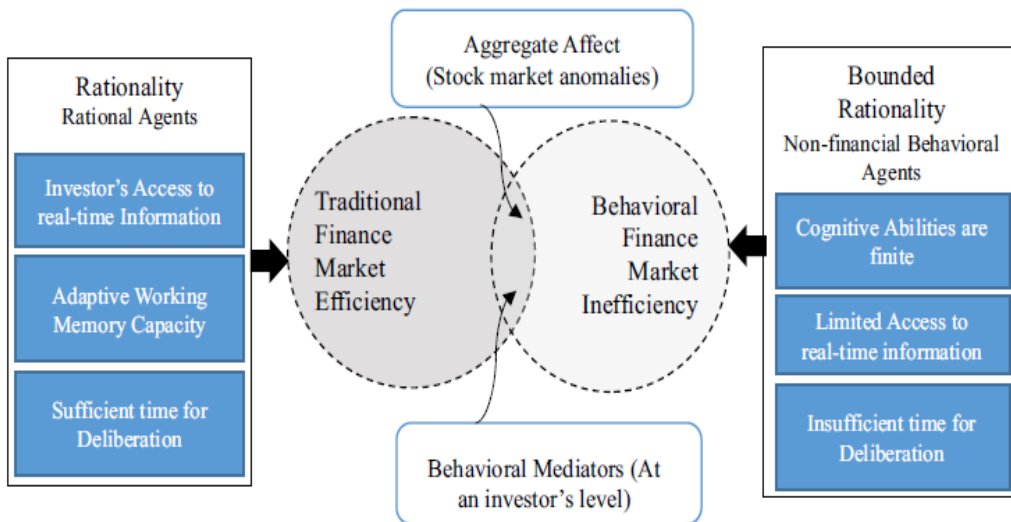 Rationality
Rational Agents
Investor's Access to
real-time Information
Adaptive Working
Memory Capacity
Sufficient time for
Deliberation
Aggregate Affect
(Stock market anomalies)
Traditional
Finance
Market
Efficiency
Behavioral
Finance
Market
Inefficiency
Behavioral Mediators (At
an investor's level)
Bounded
Rationality
Non-financial Behavioral
Agents
Cognitive Abilities are
finite
Limited Access to
real-time information
Insufficient time for
Deliberation